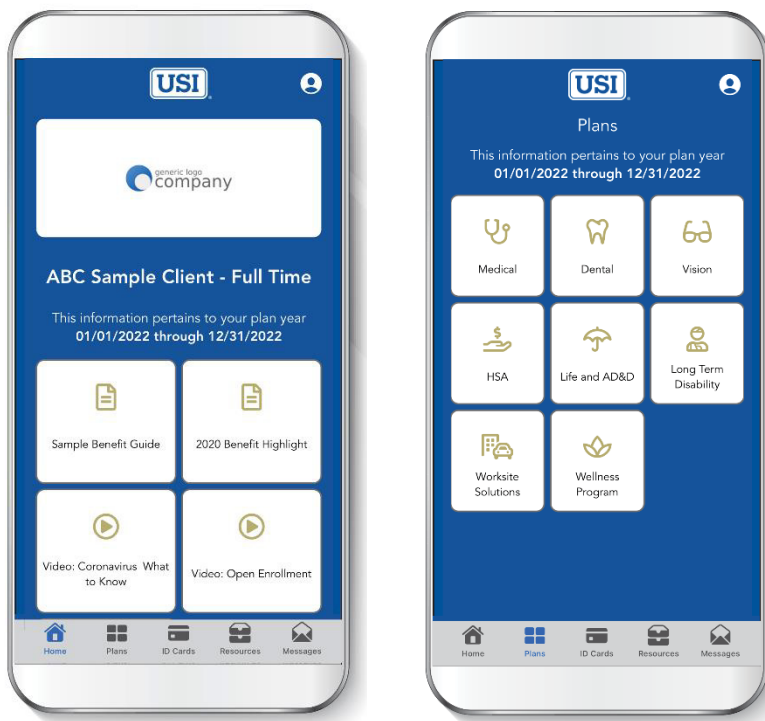 USI
generic logo
company
ABC Sample Client - Full Time
This information pertains to your plan year
01/01/2022 through 12/31/2022
Sample Benefit Guide
2020 Benefit Highlight
Video: Coronavirus What
to Know
Video: Open Enrollment
Home
Plans
ID Cards
Resources
Messages
USI
Plans
This information pertains to your plan year
01/01/2022 through 12/31/2022
Medical
Dental
Vision
$
HSA
Life and AD&D
Long Term
Disability
Worksite
Solutions
Wellness
Program
Home
Plans
ID Cards
Resources
Messages